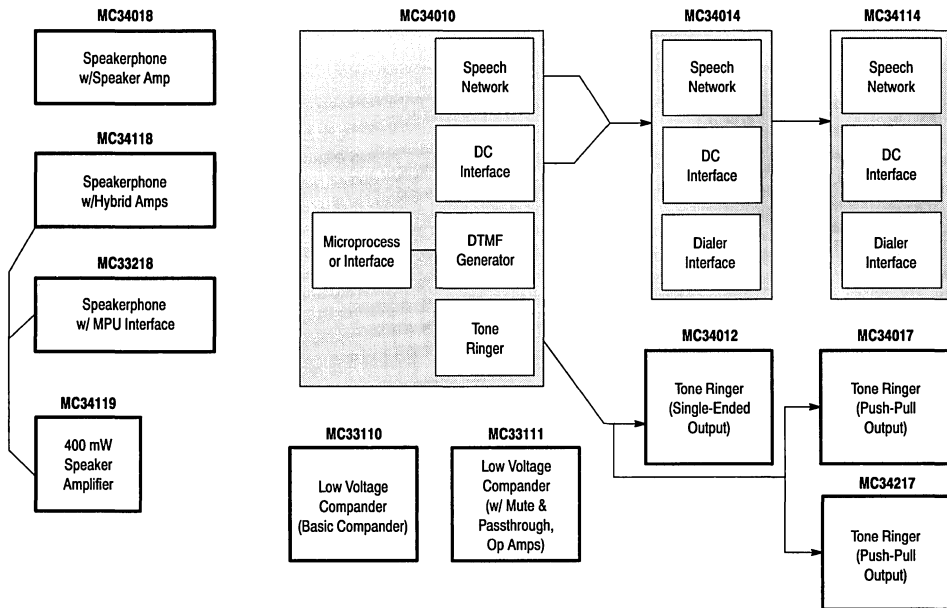 MC34018
Speakerphone
w/Speaker Amp
MC34118
Speakerphone
w/Hybrid Amps
MC33218
Speakerphone
w/ MPU Interface
MC34119
400 mW
Speaker
Amplifier
MC34010
Speech
Network
DC
Interface
Microprocess
or Interface
DTMF
Generator
Tone
Ringer
MC34014
Speech
Network
DC
Interface
Dialer
Interface
MC34114
Speech
Network
DC
Interface
Dialer
Interface
MC34012
Tone Ringer
(Single-Ended
Output)
MC34017
Tone Ringer
(Push-Pull
Output)
MC34217
Tone Ringer
(Push-Pull
Output)
MC33110
Low Voltage
Compander
(Basic Compander)
MC33111
Low Voltage
Compander
(w/ Mute &
Passthrough,
Op Amps)